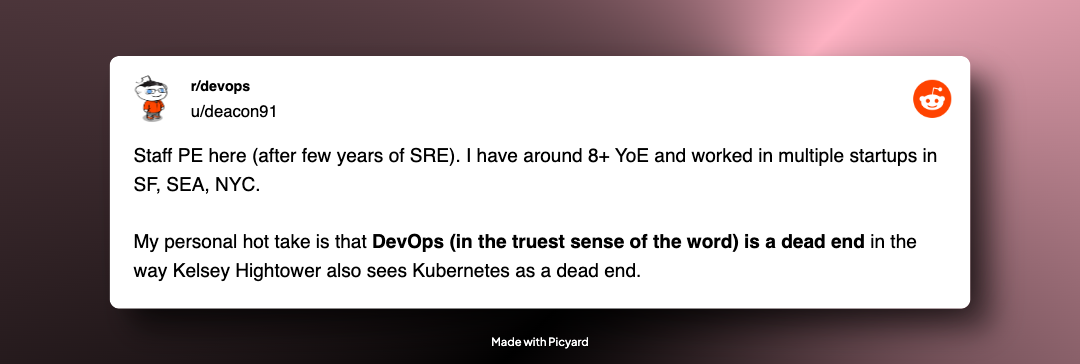 r/devops
u/deacon91
Staff PE here (after few years of SRE). I have around 8+ YoE and worked in multiple startups in
SF, SEA, NYC.
My personal hot take is that DevOps (in the truest sense of the word) is a dead end in the
way Kelsey Hightower also sees Kubernetes as a dead end.
Made with Picyard